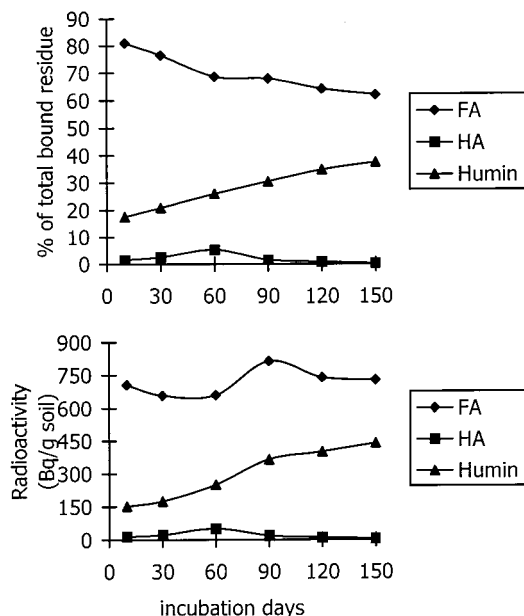 % of total bound residue
90
80
70
60
50
40
30
20
10
0
0 30 60 90 120 150
FA
HA
Humin
Radioactivity
(Bq/g soil)
900
750
600
450
300
150
0
0 30 60 90 120 150
incubation days
FA
HA
Humin